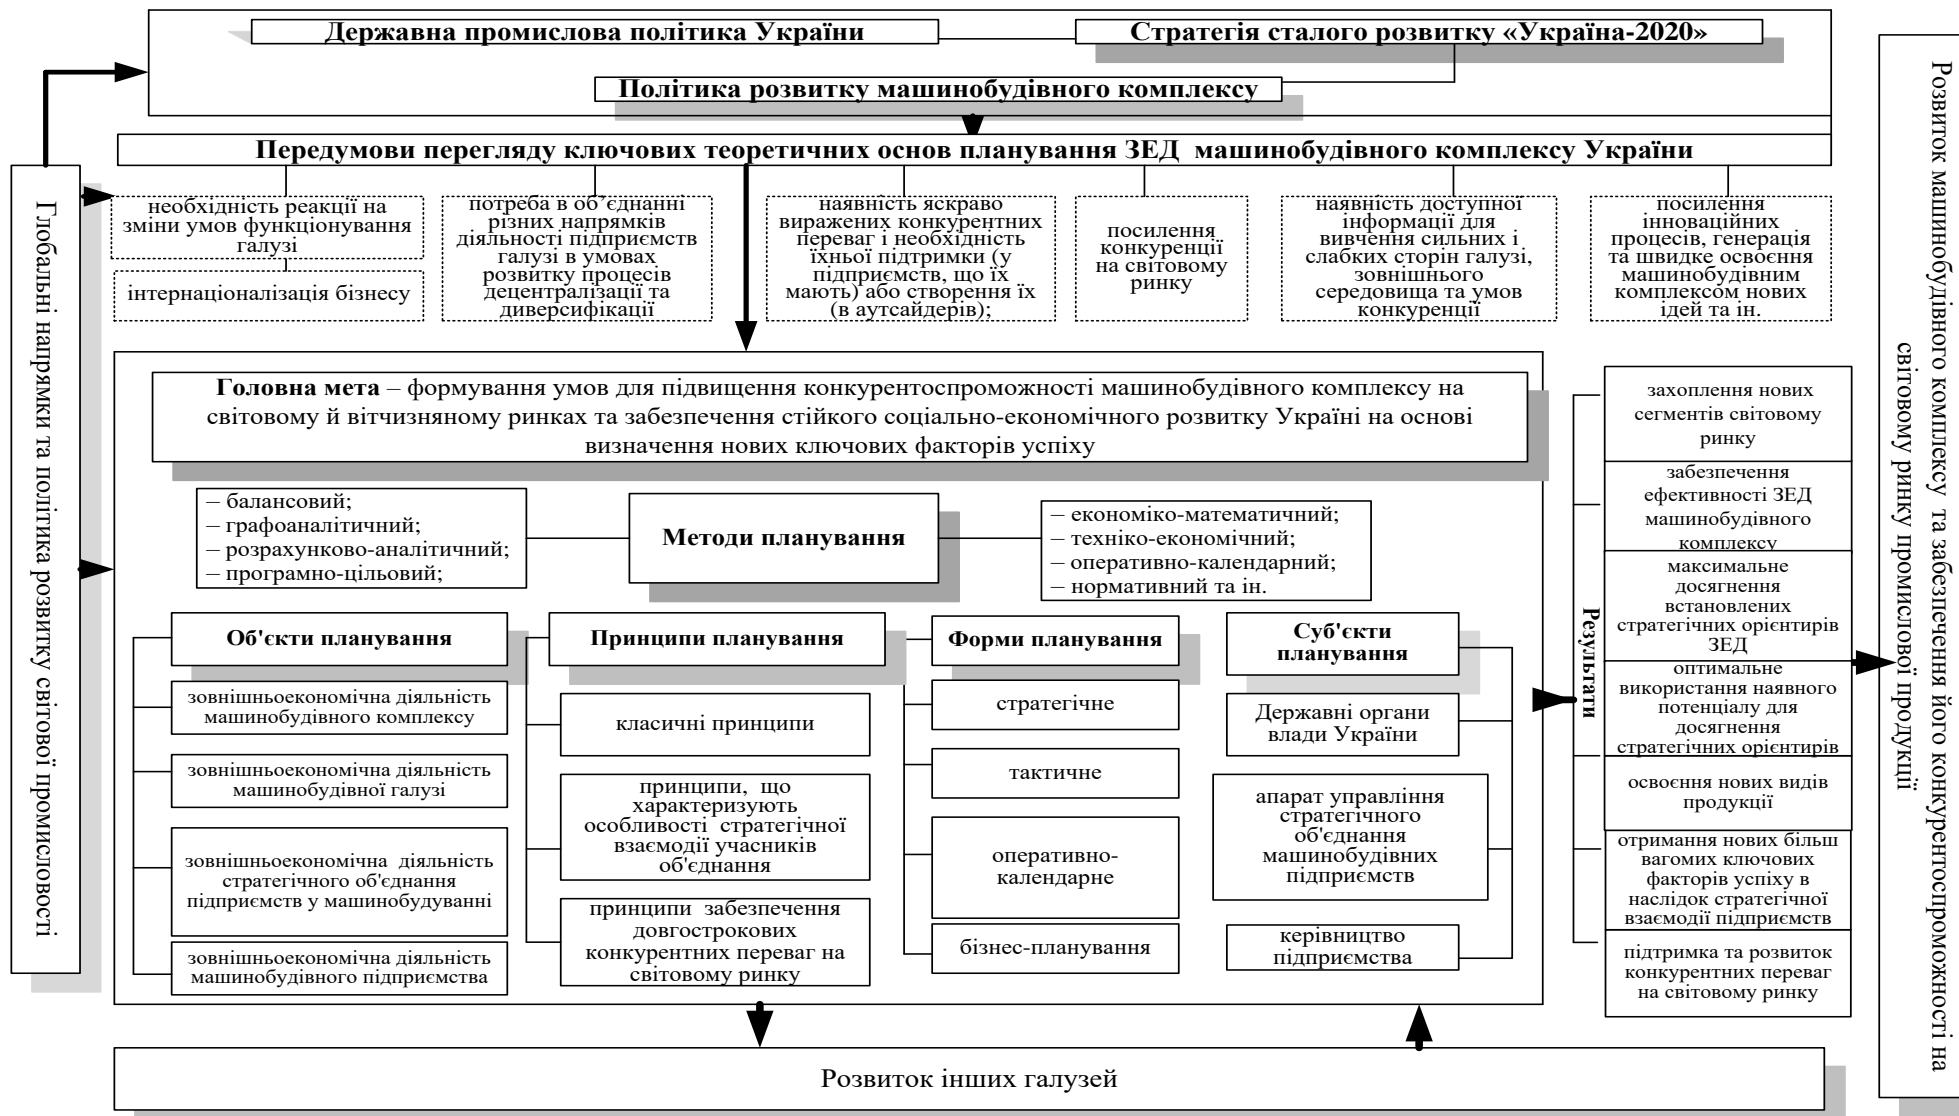 Державна промислова політика України
Стратегія сталого розвитку «Україна-2020»
Політика розвитку машинобудівного комплексу
Передумови перегляду ключових теоретичних основ планування ЗЕД машинобудівного комплексу України
Глобальні напрямки та політика розвитку світової промисловості
необхідність реакції на
зміни умов функціонування
галузі
інтернаціоналізація бізнесу
потреба в об’єднанні
різних напрямків
діяльності підприємств
галузі в умовах
розвитку процесів
децентралізації та
диверсифікації
наявність яскраво
виражених конкурентних
переваг і необхідність
їхньої підтримки (у
підприємств, що їх
мають) або створення їх
(в аутсайдерів);
посилення
конкуренції
на світовому
ринку
наявність доступної
інформації для
вивчення сильних і
слабких сторін галузі,
зовнішнього
середовища та умов
конкуренції
посилення
інноваційних
процесів, генерація
та швидке освоєння
машинобудівним
комплексом нових
ідей та ін.
Головна мета – формування умов для підвищення конкурентоспроможності машинобудівного комплексу на
світовому й вітчизняному ринках та забезпечення стійкого соціально-економічного розвитку Україні на основі
визначення нових ключових факторів успіху
– балансовий;
– графоаналітичний;
– розрахунково-аналітичний;
– програмно-цільовий;
Методи планування
– економіко-математичний;
– техніко-економічний;
– оперативно-календарний;
– нормативний та ін.
Об'єкти планування
зовнішньоекономічна діяльність
машинобудівного комплексу
зовнішньоекономічна діяльність
машинобудівної галузі
зовнішньоекономічна діяльність
стратегічного об'єднання
підприємств у машинобудуванні
зовнішньоекономічна діяльність
машинобудівного підприємства
Принципи планування
класичні принципи
принципи, що
характеризують
особливості стратегічної
взаємодії учасників
об'єднання
принципи забезпечення
довгострокових
конкурентних переваг на
світовому ринку
Форми планування
стратегічне
тактичне
оперативно-
календарне
бізнес-планування
Суб'єкти
планування
Державні органи
влади України
апарат управління
стратегічного
об'єднання
машинобудівних
підприємств
керівництво
підприємства
Результати
захоплення нових
сегментів світовому
ринку
забезпечення
ефективності ЗЕД
машинобудівного
комплексу
максимальне
досягнення
встановлених
стратегічних орієнтирів
ЗЕД
оптимальне
використання наявного
потенціалу для
досягнення
стратегічних орієнтирів
освоєння нових видів
продукції
отримання нових більш
вагомих ключових
факторів успіху в
наслідок стратегічної
взаємодії підприємств
підтримка та розвиток
конкурентних переваг
на світовому ринку
Розвиток машинобудівного комплексу та забезпечення його конкурентоспроможності на
світовому ринку промислової продукції
Розвиток інших галузей